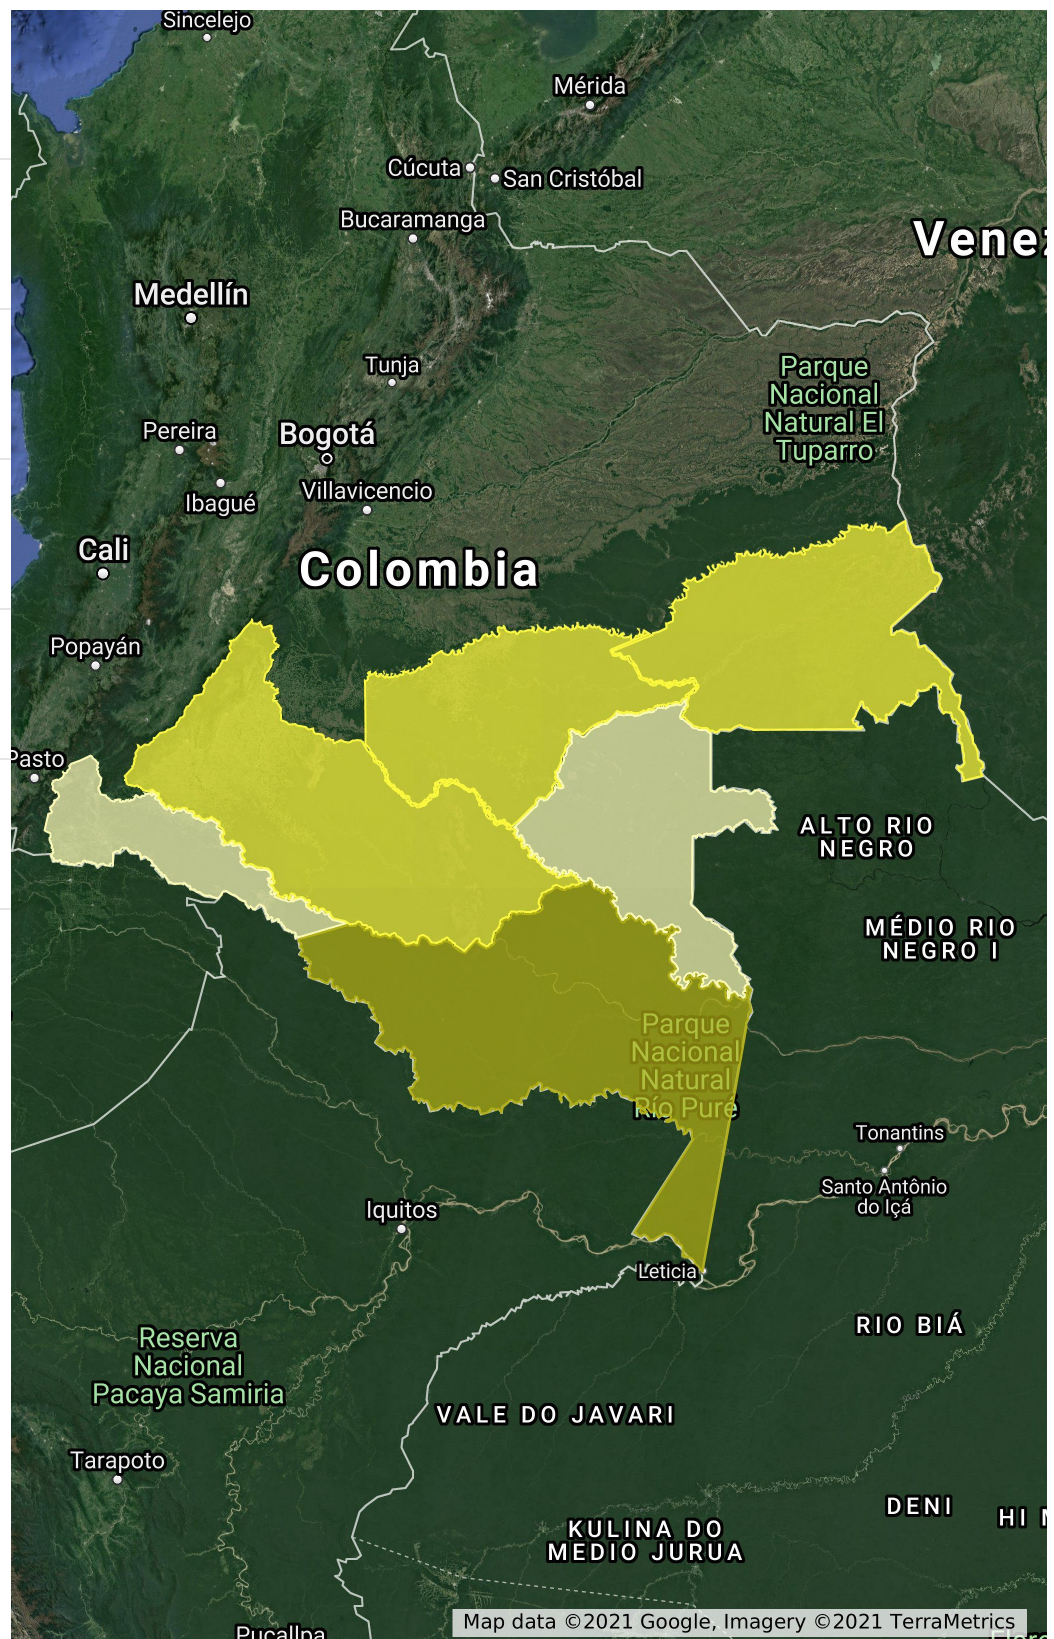 Sincelejo
Mérida
Cúcuta
San Cristóbal
Bucaramanga
Venez
Medellín
Tunja
Parque
Nacional
Natural El
Tuparro
Pereira
Bogotá
Ibagué
Villavicencio
Cali
Colombia
Popayán
Pasto
ALTO RIO
NEGRO
MÉDIO RIO
NEGRO I
Parque
Nacional
Natural
Río Puré
Tonantins
Santo Antônio
do Içá
Iquitos
Leticia
RIO BIÁ
Reserva
Nacional
Pacaya Samiria
VALE DO JAVARI
Tarapoto
DENI
HI
KULINA DO
MEDIO JURUA
Map data ©2021 Google, Imagery ©2021 TerraMetrics
Pucallpa